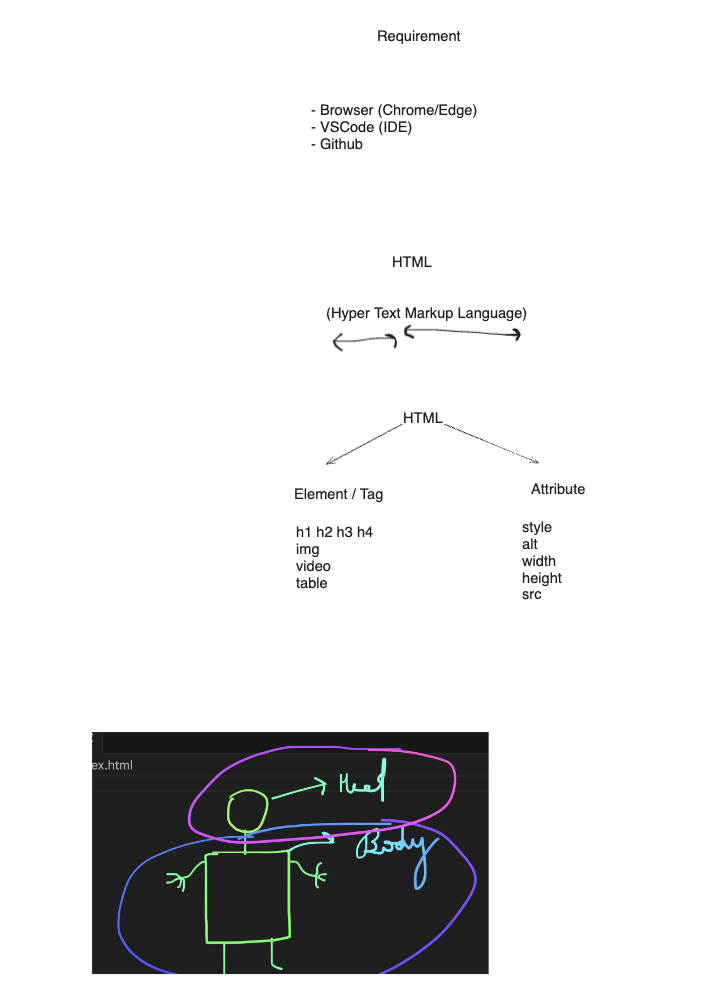 Requirement
- Browser (Chrome/Edge)
- VSCode (IDE)
- Github
HTML
(Hyper Text Markup Language)
HTML
Element / Tag
Attribute
h1 h2 h3 h4
img
video
table
style
alt
width
height
src
ex.html
Body